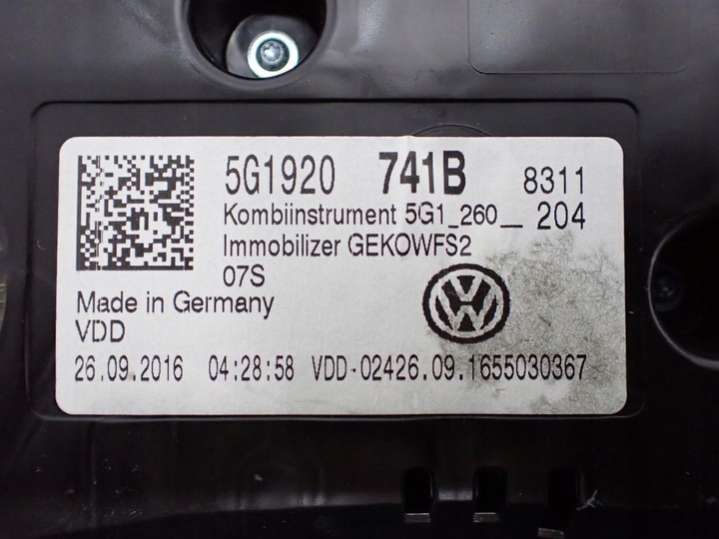 5G1920 741B 8311
Kombiinstrument 5G1_260__ 204
Immobilizer GEKOWFS2
07S
Made in Germany
VDD
26.09.2016 04:28:58 VDD-02426.09.1655030367